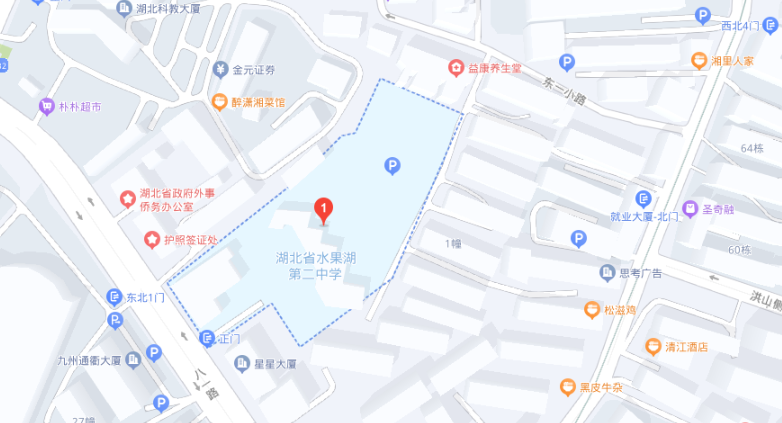 湖北科教大厦
西北4门
金元证券
益康养生堂
湘里人家
朴朴超市
醉潇湘菜馆
东三小路
64栋
湖北省政府外事
侨务办公室
1
就业大厦-北门
圣奇融
护照签证处
1幢
60栋
湖北省水果湖
第二中学
思考广告
东北1门
洪山侧
松滋鸡
正门
九州通衢大厦
星星大厦
清江酒店
八一路
黑皮牛杂
27幢